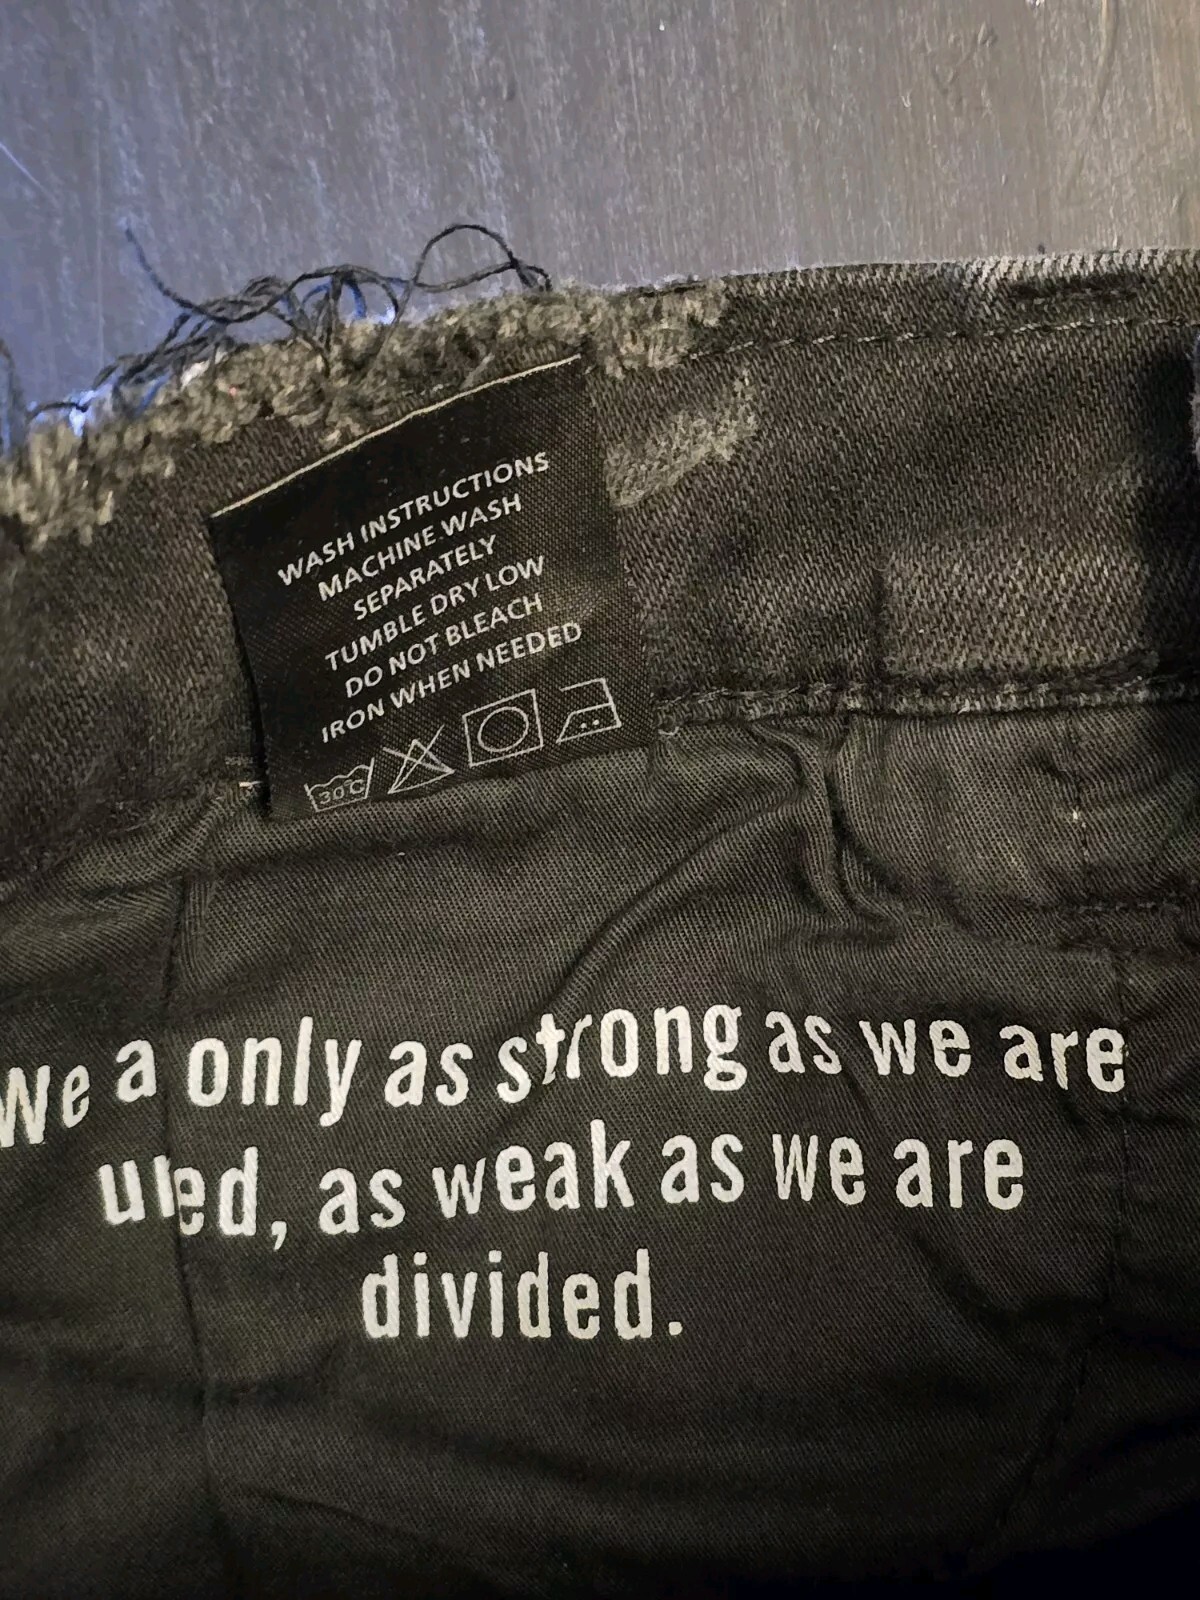 WASH INSTRUCTIONS
MACHINE WASH
SEPARATELY
TUMBLE DRY LOW
DO NOT BLEACH
IRON WHEN NEEDED
30°C
We a only as strong as we are
ed, as weak as we are
divided.